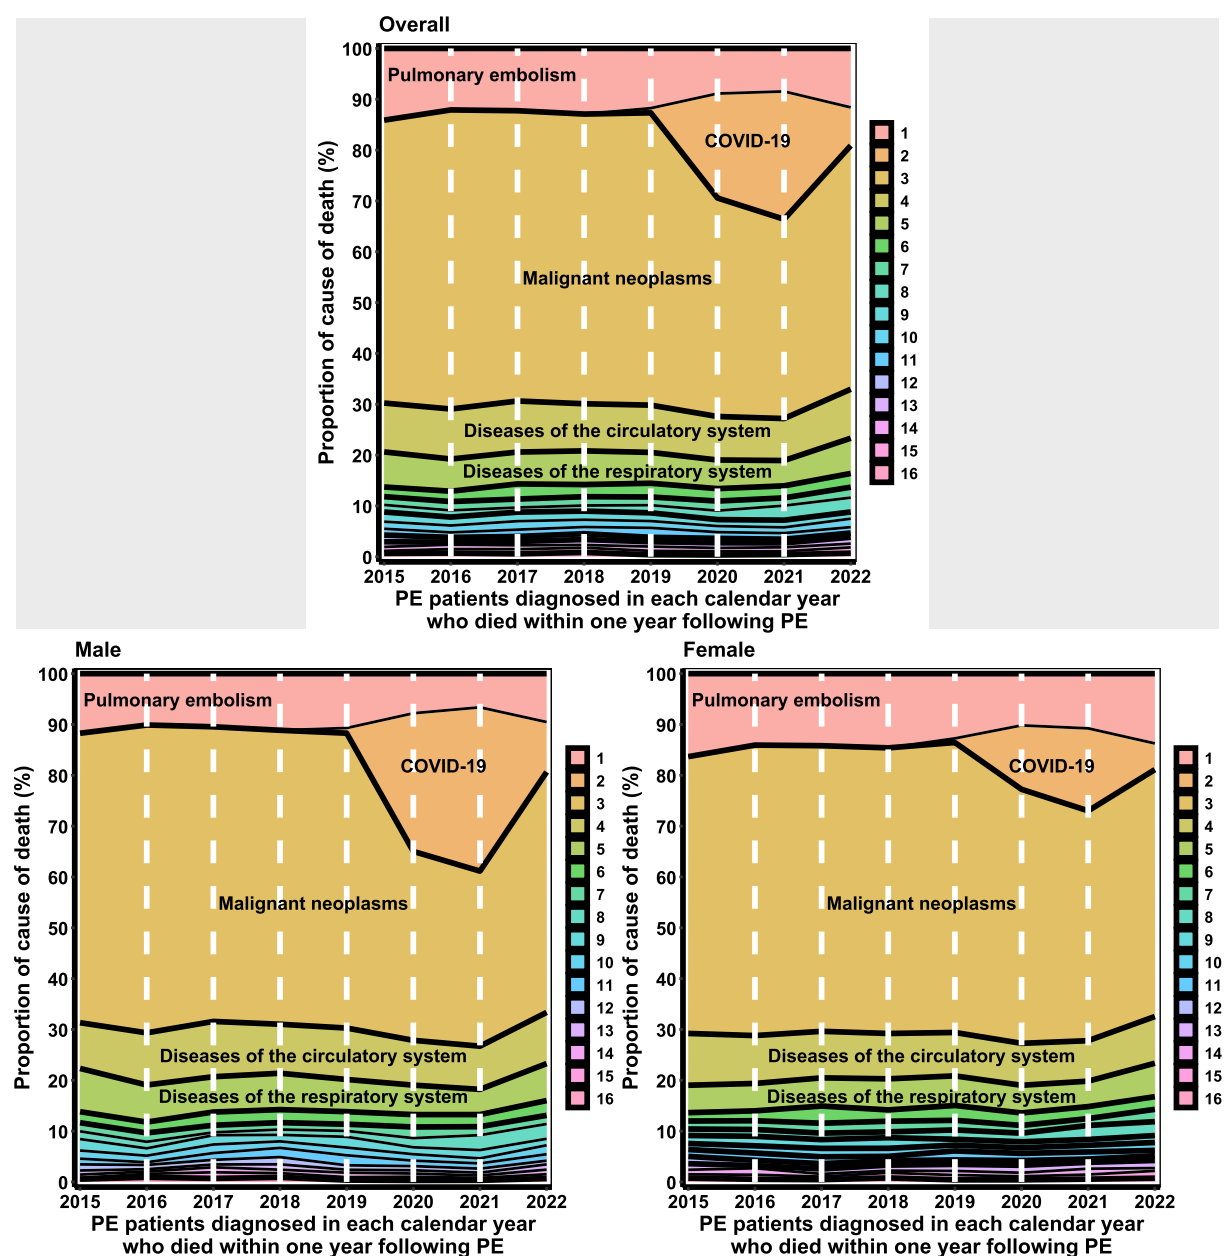 Overall
Proportion of cause of death (%)
100
90
80
70
60
50
40
30
20
10
0
Pulmonary embolism
COVID-19
Malignant neoplasms
Diseases of the circulatory system
Diseases of the respiratory system
2015 2016 2017 2018 2019 2020 2021 2022
PE patients diagnosed in each calendar year
who died within one year following PE
1
2
3
4
5
6
7
8
9
10
11
12
13
14
15
16
Male
Proportion of cause of death (%)
100
90
80
70
60
50
40
30
20
10
0
Pulmonary embolism
COVID-19
Malignant neoplasms
Diseases of the circulatory system
Diseases of the respiratory system
2015 2016 2017 2018 2019 2020 2021 2022
PE patients diagnosed in each calendar year
who died within one year following PE
1
2
3
4
5
6
7
8
9
10
11
12
13
14
15
16
Female
Proportion of cause of death (%)
100
90
80
70
60
50
40
30
20
10
0
Pulmonary embolism
COVID-19
Malignant neoplasms
Diseases of the circulatory system
Diseases of the respiratory system
2015 2016 2017 2018 2019 2020 2021 2022
PE patients diagnosed in each calendar year
who died within one year following PE
1
2
3
4
5
6
7
8
9
10
11
12
13
14
15
16